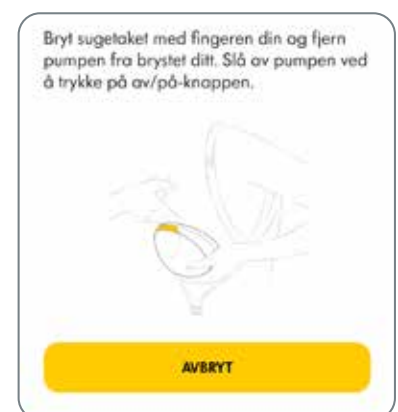 Bryt sugetaket med fingeren din og fjern
pumpen fra brystet ditt. Slå av pumpen ved
å trykke på av/på-knappen.
AVBRYT